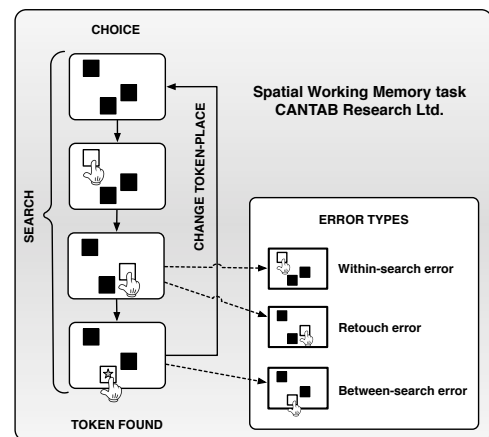 CHOICE
Spatial Working Memory task
CANTAB Research Ltd.
SEARCH
CHANGE TOKEN-PLACE
ERROR TYPES
Within-search error
Retouch error
Between-search error
TOKEN FOUND